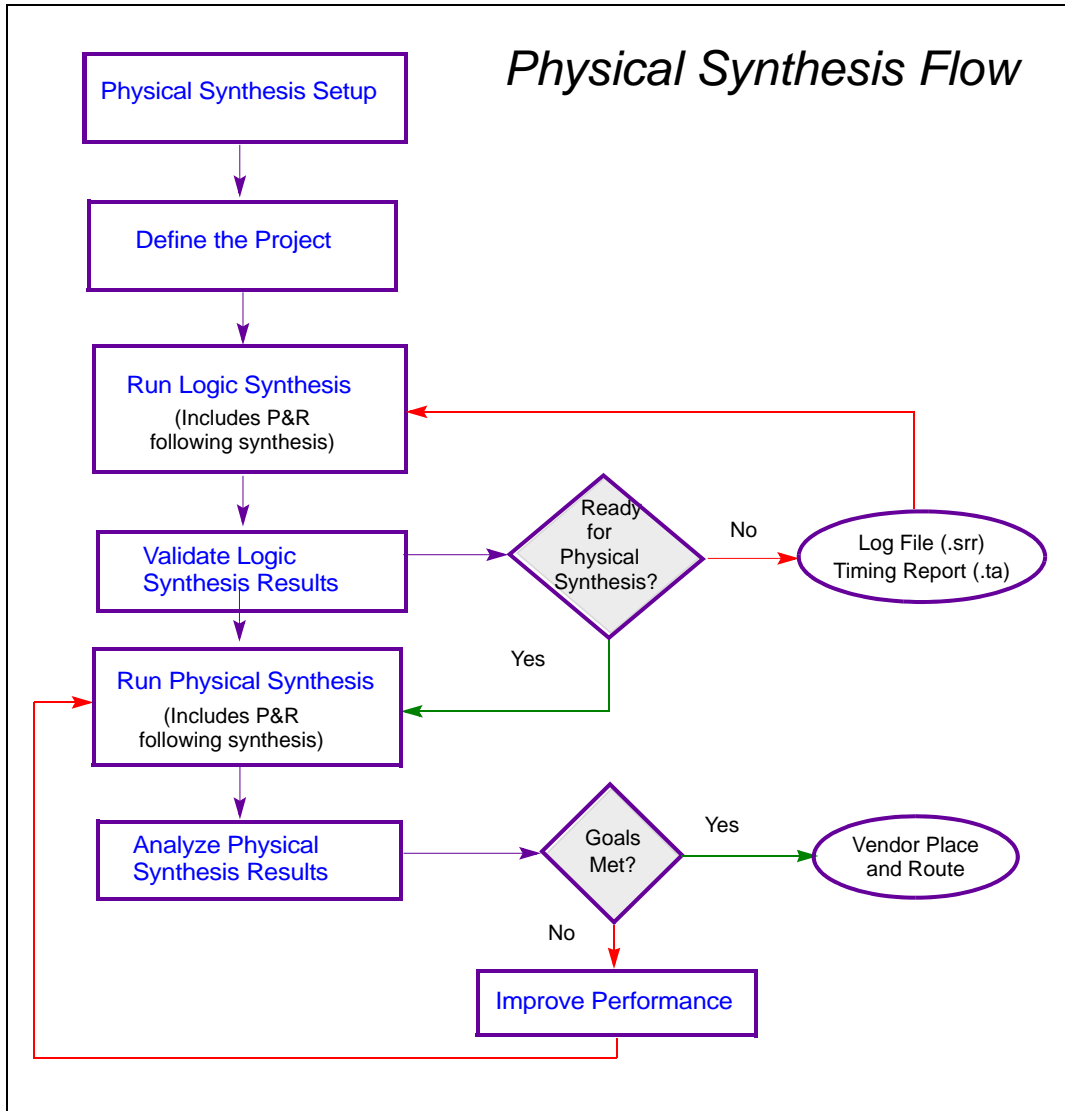 Physical Synthesis Flow
Physical Synthesis Setup
Define the Project
Run Logic Synthesis
(Includes P&R
following synthesis)
Validate Logic
Synthesis Results
Ready
for
Physical
Synthesis?
No
Log File (.srr)
Timing Report (.ta)
Yes
Run Physical Synthesis
(Includes P&R
following synthesis)
Analyze Physical
Synthesis Results
Goals
Met?
Yes
Vendor Place
and Route
No
Improve Performance